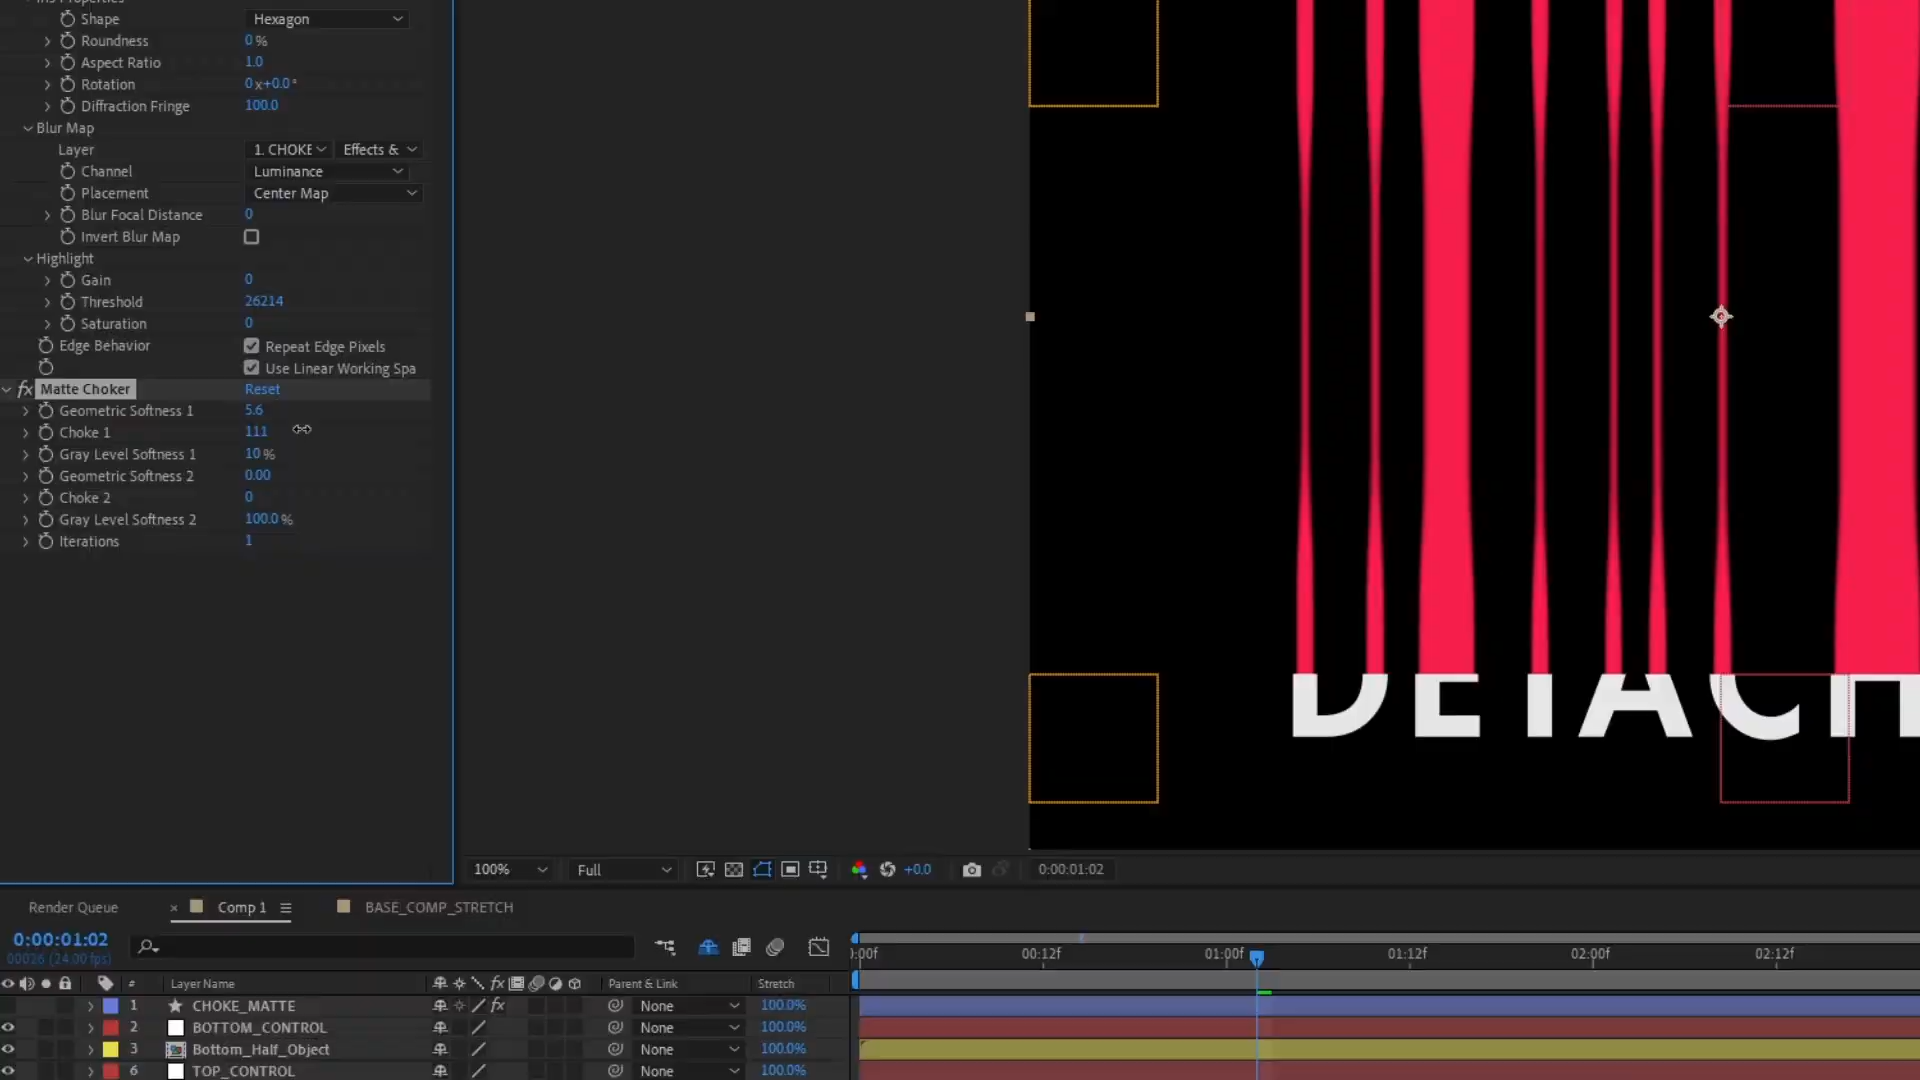 Shape Hexagon
Roundness 0 %
Aspect Ratio 1.0
Rotation 0 x+0.0 °
Diffraction Fringe 100.0
Blur Map
Layer 1. CHOKE Effects &
Channel Luminance
Placement Center Map
Blur Focal Distance 0
Invert Blur Map
Highlight
Gain 0
Threshold 26214
Saturation 0
Edge Behavior Repeat Edge Pixels
Use Linear Working Spa
fx Matte Choker Reset
Geometric Softness 1 5.6
Choke 1 111
Gray Level Softness 1 10 %
Geometric Softness 2 0.00
Choke 2 0
Gray Level Softness 2 100.0 %
Iterations 1
DETACH
100% Full +0.0 0:00:01:02
Render Queue × Comp 1 BASE_COMP_STRETCH
0:00:01:02
00026 (24.00 fps)
:00f 00:12f 01:00f 01:12f 02:00f 02:12f
# Layer Name fx Parent & Link Stretch
1 CHOKE_MATTE fx None 100.0%
2 BOTTOM_CONTROL None 100.0%
3 Bottom_Half_Object None 100.0%
6 TOP_CONTROL None 100.0%